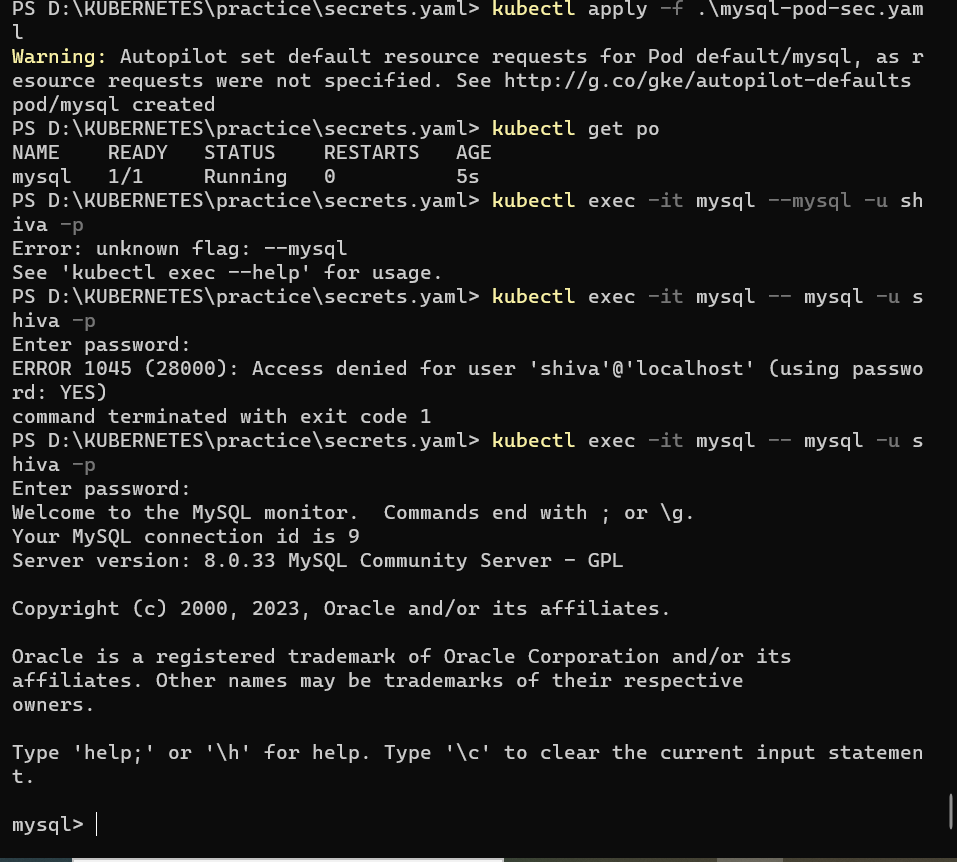 PS D:\KUBERNETES\practice\secrets.yaml> kubectl apply -f .\mysql-pod-sec.yam
l
Warning: Autopilot set default resource requests for Pod default/mysql, as r
esource requests were not specified. See http://g.co/gke/autopilot-defaults
pod/mysql created
PS D:\KUBERNETES\practice\secrets.yaml> kubectl get po
NAME    READY   STATUS    RESTARTS   AGE
mysql   1/1     Running   0          5s
PS D:\KUBERNETES\practice\secrets.yaml> kubectl exec -it mysql --mysql -u sh
iva -p
Error: unknown flag: --mysql
See 'kubectl exec --help' for usage.
PS D:\KUBERNETES\practice\secrets.yaml> kubectl exec -it mysql -- mysql -u s
hiva -p
Enter password:
ERROR 1045 (28000): Access denied for user 'shiva'@'localhost' (using passwo
rd: YES)
command terminated with exit code 1
PS D:\KUBERNETES\practice\secrets.yaml> kubectl exec -it mysql -- mysql -u s
hiva -p
Enter password:
Welcome to the MySQL monitor.  Commands end with ; or \g.
Your MySQL connection id is 9
Server version: 8.0.33 MySQL Community Server - GPL

Copyright (c) 2000, 2023, Oracle and/or its affiliates.

Oracle is a registered trademark of Oracle Corporation and/or its
affiliates. Other names may be trademarks of their respective
owners.

Type 'help;' or '\h' for help. Type '\c' to clear the current input statemen
t.

mysql>